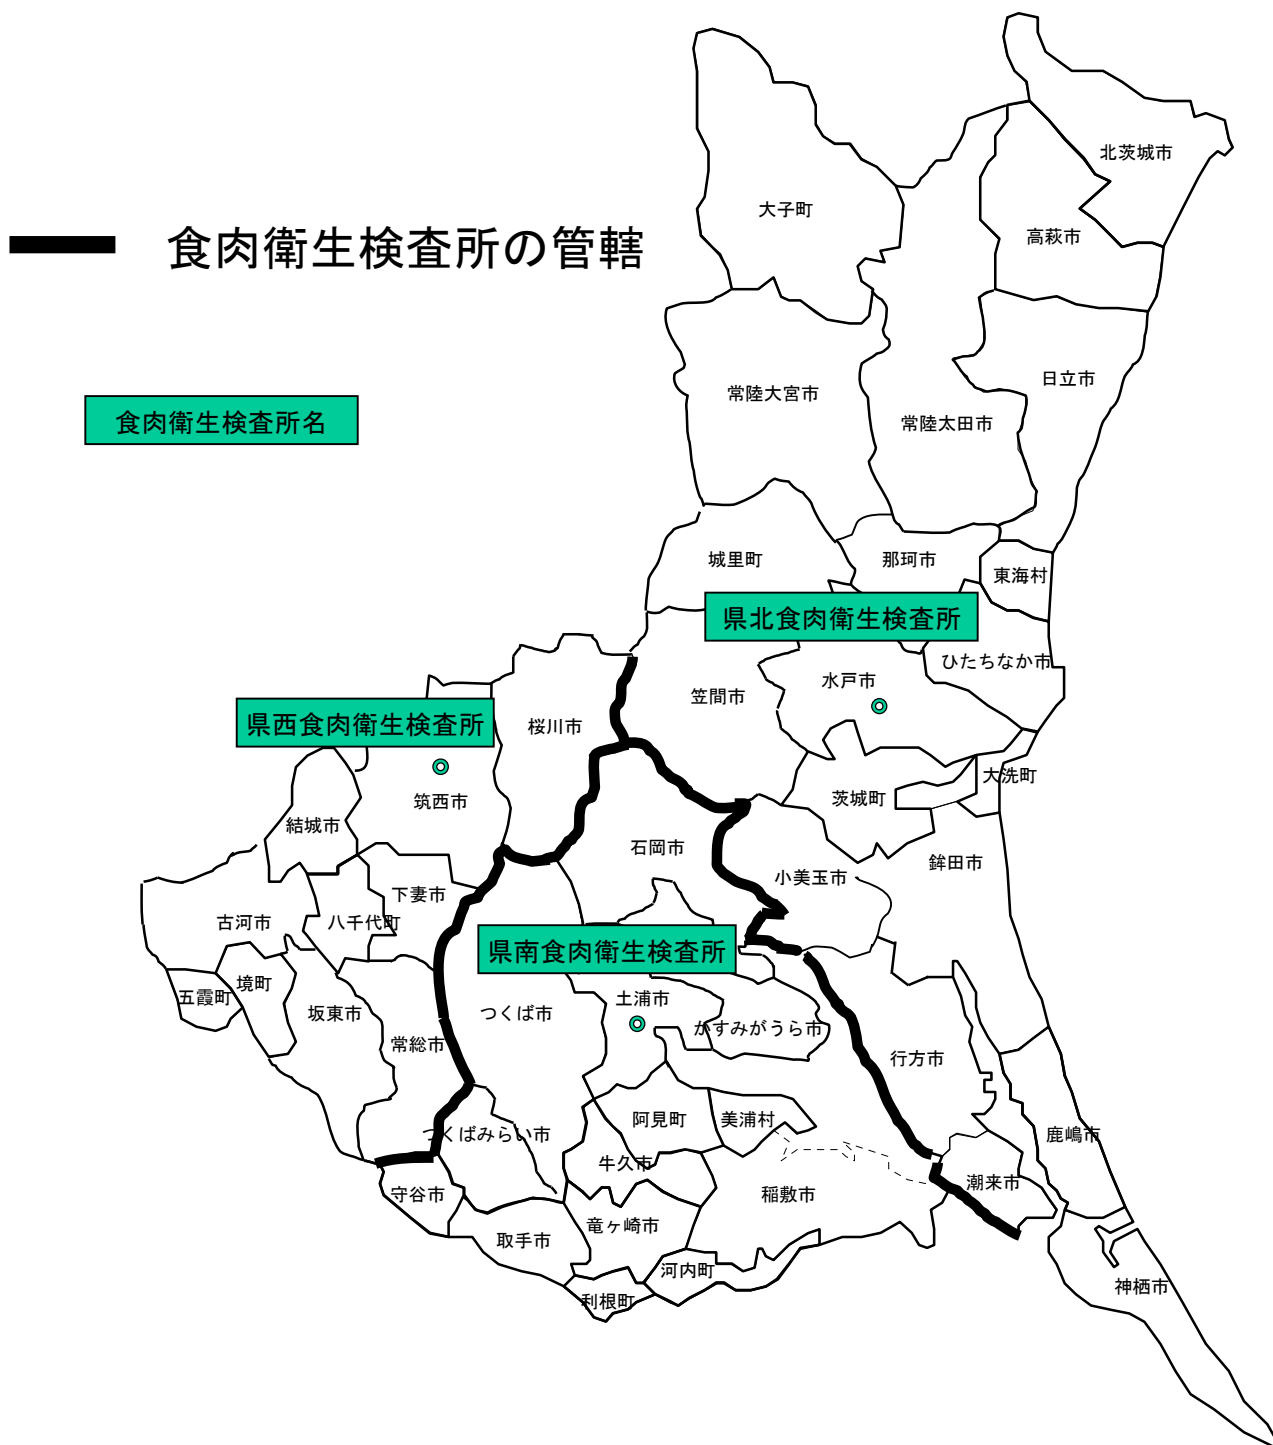 北茨城市
大子町
高萩市
食肉衛生検査所の管轄
日立市
常陸大宮市
常陸太田市
食肉衛生検査所名
城里町
那珂市
東海村
県北食肉衛生検査所
ひたちなか市
水戸市
笠間市
県西食肉衛生検査所
桜川市
大洗町
筑西市
茨城町
結城市
石岡市
鉾田市
小美玉市
下妻市
古河市
八千代町
県南食肉衛生検査所
境町
五霞町
土浦市
坂東市
つくば市
かすみがうら市
常総市
行方市
阿見町
美浦村
つくばみらい市
鹿嶋市
牛久市
潮来市
守谷市
稲敷市
竜ヶ崎市
取手市
河内町
神栖市
利根町